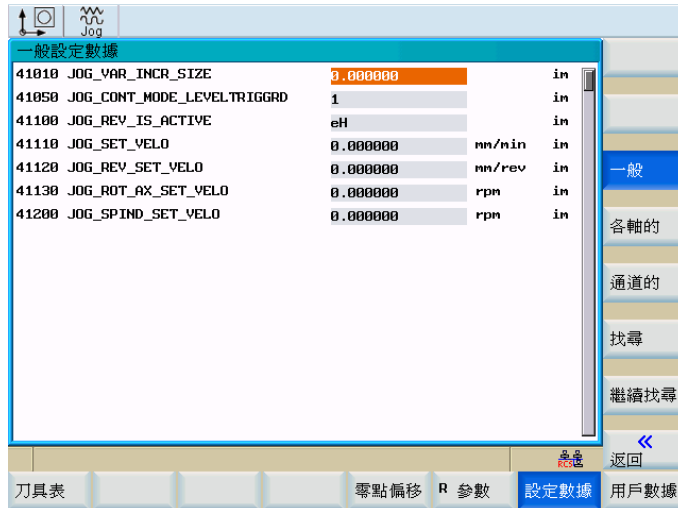 Jog
一般設定數據
41010 JOG_VAR_INCR_SIZE 0.000000 im
41050 JOG_CONT_MODE_LEVELTRIGGRD 1 im
41100 JOG_REV_IS_ACTIVE eH im
41110 JOG_SET_VELO 0.000000 mm/min im
41120 JOG_REV_SET_VELO 0.000000 mm/rev im
41130 JOG_ROT_AX_SET_VELO 0.000000 rpm im
41200 JOG_SPIND_SET_VELO 0.000000 rpm im
一般
各軸的
通道的
找尋
繼續找尋
«
返回
RCS
刀具表 零點偏移 R 參數 設定數據 用戶數據